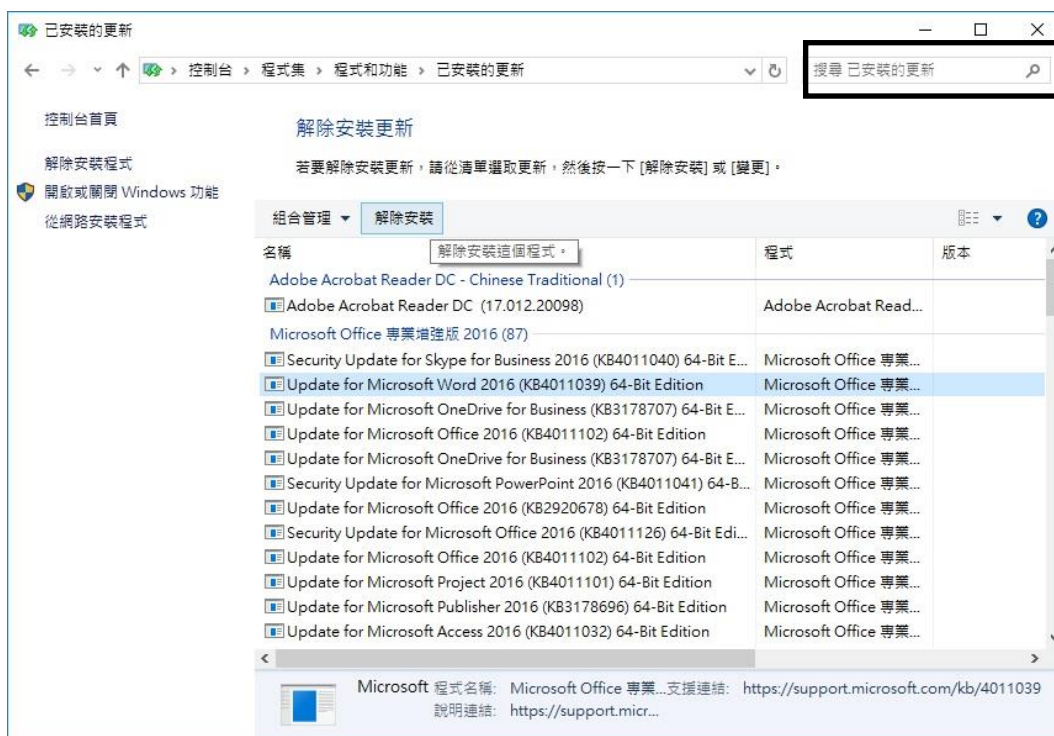 已安裝的更新
控制台 › 程式集 › 程式和功能 › 已安裝的更新
搜尋 已安裝的更新
控制台首頁
解除安裝程式
開啟或關閉 Windows 功能
從網路安裝程式
解除安裝更新
若要解除安裝更新，請從清單選取更新，然後按一下 [解除安裝] 或 [變更]。
組合管理 解除安裝
名稱 程式 版本
解除安裝這個程式。
Adobe Acrobat Reader DC - Chinese Traditional (1)
Adobe Acrobat Reader DC (17.012.20098) Adobe Acrobat Read...
Microsoft Office 專業增強版 2016 (87)
Security Update for Skype for Business 2016 (KB4011040) 64-Bit E... Microsoft Office 專業...
Update for Microsoft Word 2016 (KB4011039) 64-Bit Edition Microsoft Office 專業...
Update for Microsoft OneDrive for Business (KB3178707) 64-Bit E... Microsoft Office 專業...
Update for Microsoft Office 2016 (KB4011102) 64-Bit Edition Microsoft Office 專業...
Update for Microsoft OneDrive for Business (KB3178707) 64-Bit E... Microsoft Office 專業...
Security Update for Microsoft PowerPoint 2016 (KB4011041) 64-B... Microsoft Office 專業...
Update for Microsoft Office 2016 (KB2920678) 64-Bit Edition Microsoft Office 專業...
Security Update for Microsoft Office 2016 (KB4011126) 64-Bit Edi... Microsoft Office 專業...
Update for Microsoft Office 2016 (KB4011102) 64-Bit Edition Microsoft Office 專業...
Update for Microsoft Project 2016 (KB4011101) 64-Bit Edition Microsoft Office 專業...
Update for Microsoft Publisher 2016 (KB3178696) 64-Bit Edition Microsoft Office 專業...
Update for Microsoft Access 2016 (KB4011032) 64-Bit Edition Microsoft Office 專業...
Microsoft 程式名稱: Microsoft Office 專業...支援連結: https://support.microsoft.com/kb/4011039
說明連結: https://support.micr...